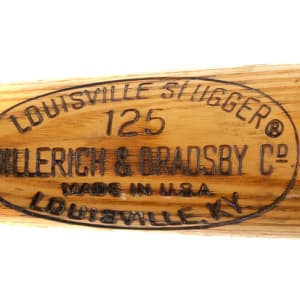 LOUISVILLE SLUGGER®
125
HILLERICH & BRADSBY CO
MADE IN U.S.A.
LOUISVILLE, KY.